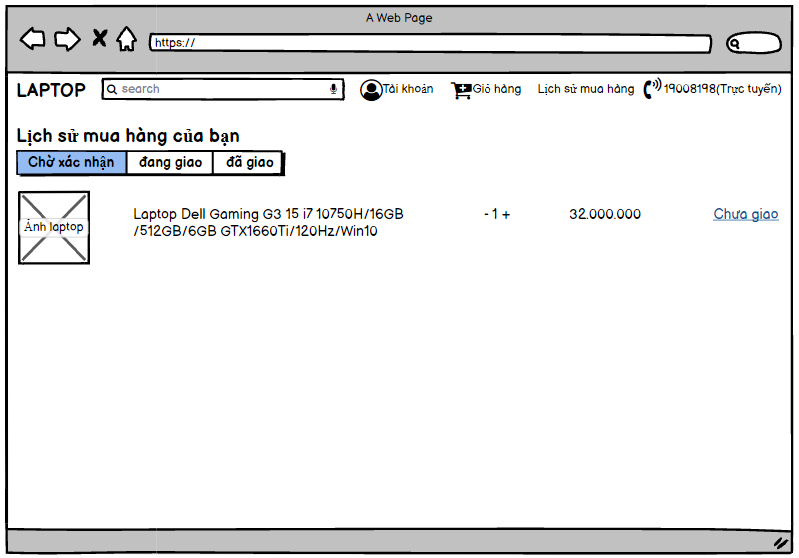 A Web Page
https://
LAPTOP
search
Tài khoản
Giỏ hàng
Lịch sử mua hàng
19008198(Trực tuyến)
Lịch sử mua hàng của bạn
Chờ xác nhận
đang giao
đã giao
Ảnh laptop
Laptop Dell Gaming G3 15 i7 10750H/16GB
/512GB/6GB GTX1660Ti/120Hz/Win10
- 1 +
32.000.000
Chưa giao